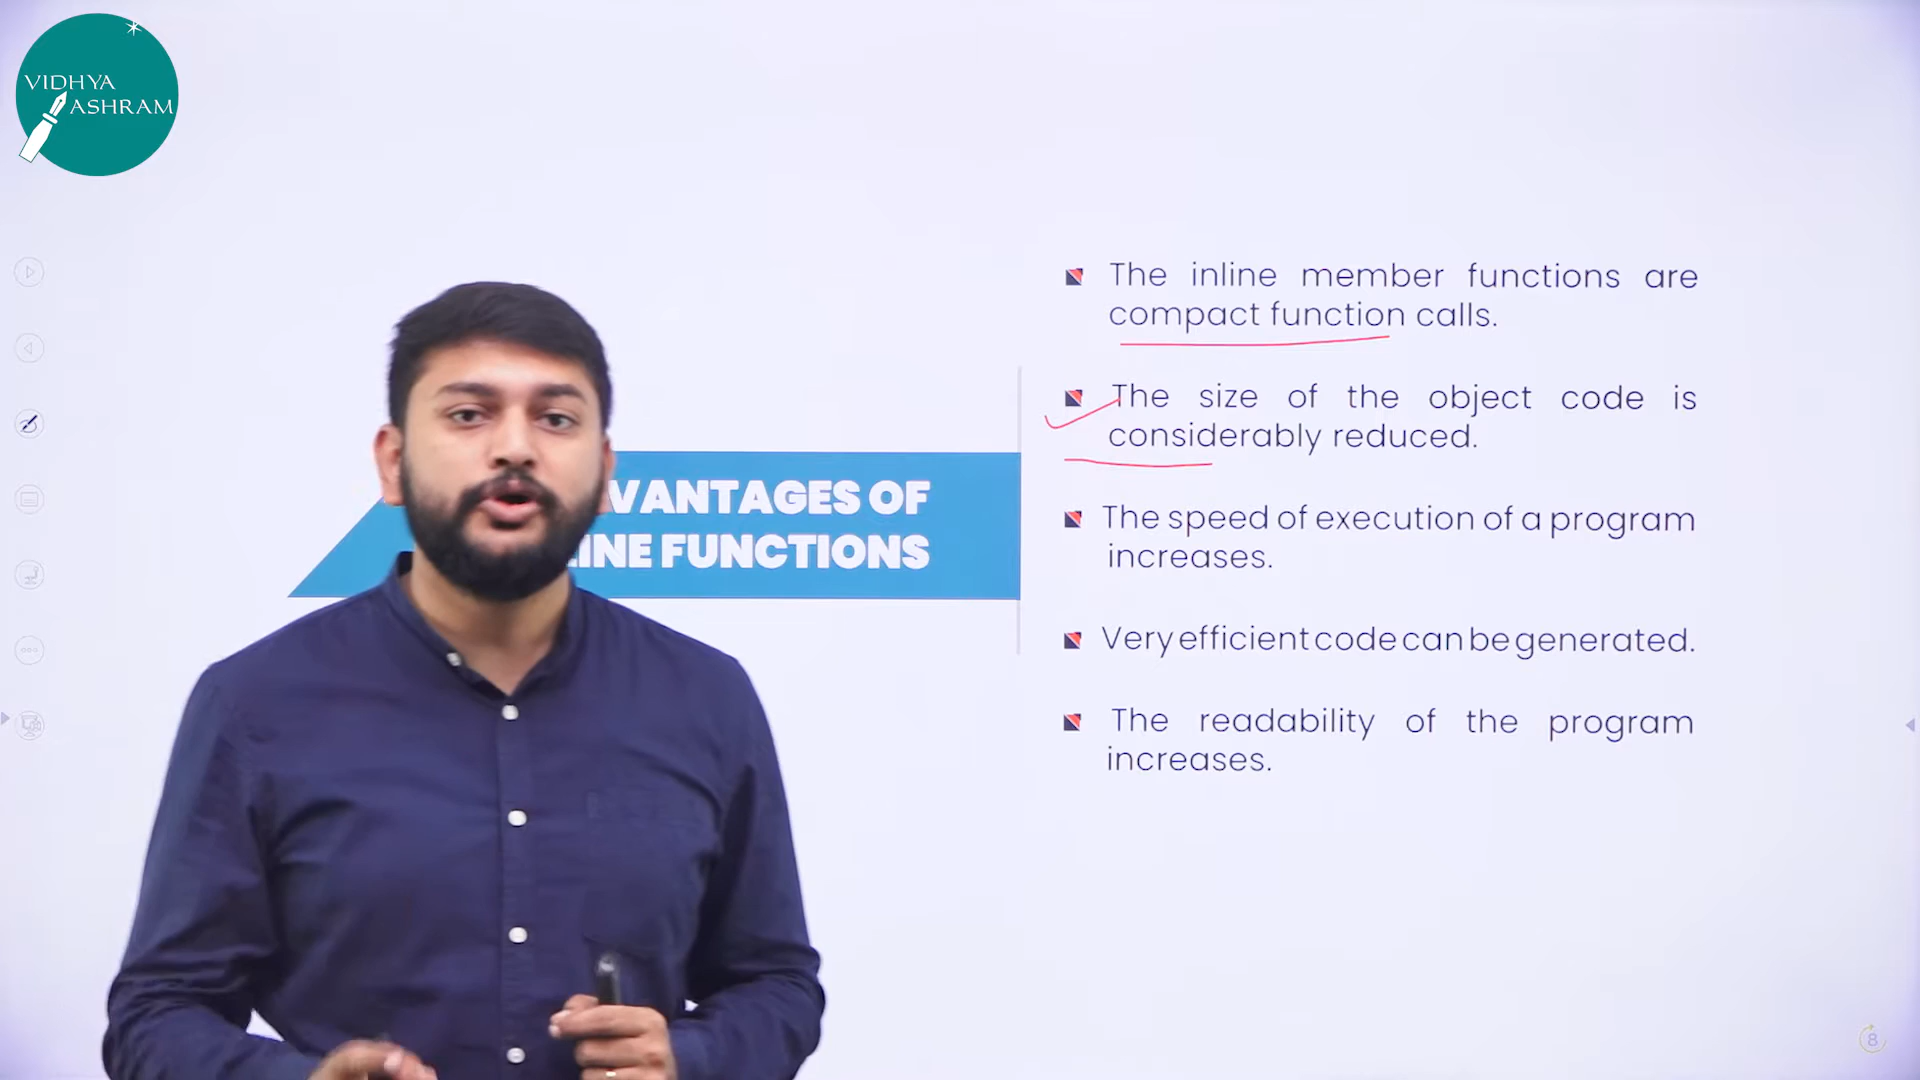 VIDHYA
ASHRAM
VANTAGES OF
INE FUNCTIONS
The inline member functions are
compact function calls.
The size of the object code is
considerably reduced.
The speed of execution of a program
increases.
Very efficient code can be generated.
The readability of the program
increases.
8